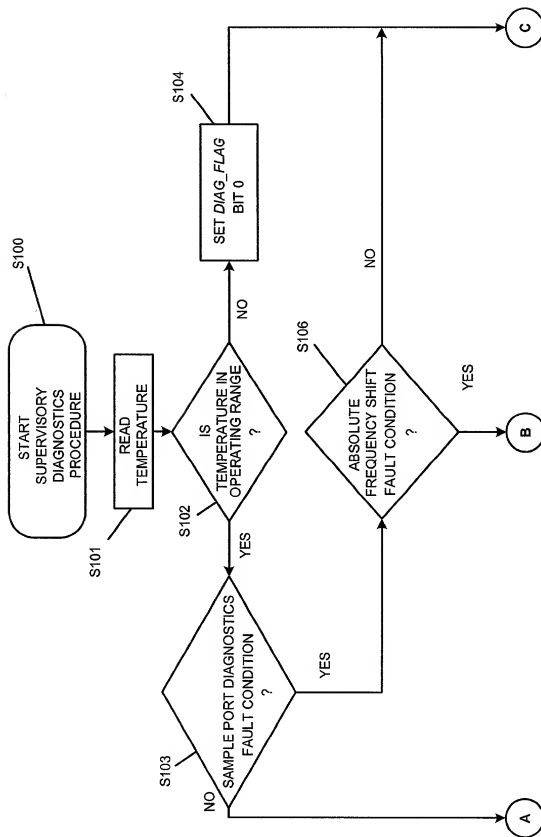 S100
START
SUPERVISORY
DIAGNOSTICS
PROCEDURE
S101
READ
TEMPERATURE
S102
IS
TEMPERATURE IN
OPERATING RANGE
?
NO
S104
SET DIAG_FLAG
BIT 0
YES
S103
SAMPLE PORT DIAGNOSTICS
FAULT CONDITION
?
NO
YES
S106
ABSOLUTE
FREQUENCY SHIFT
FAULT CONDITION
?
NO
YES
A
B
C